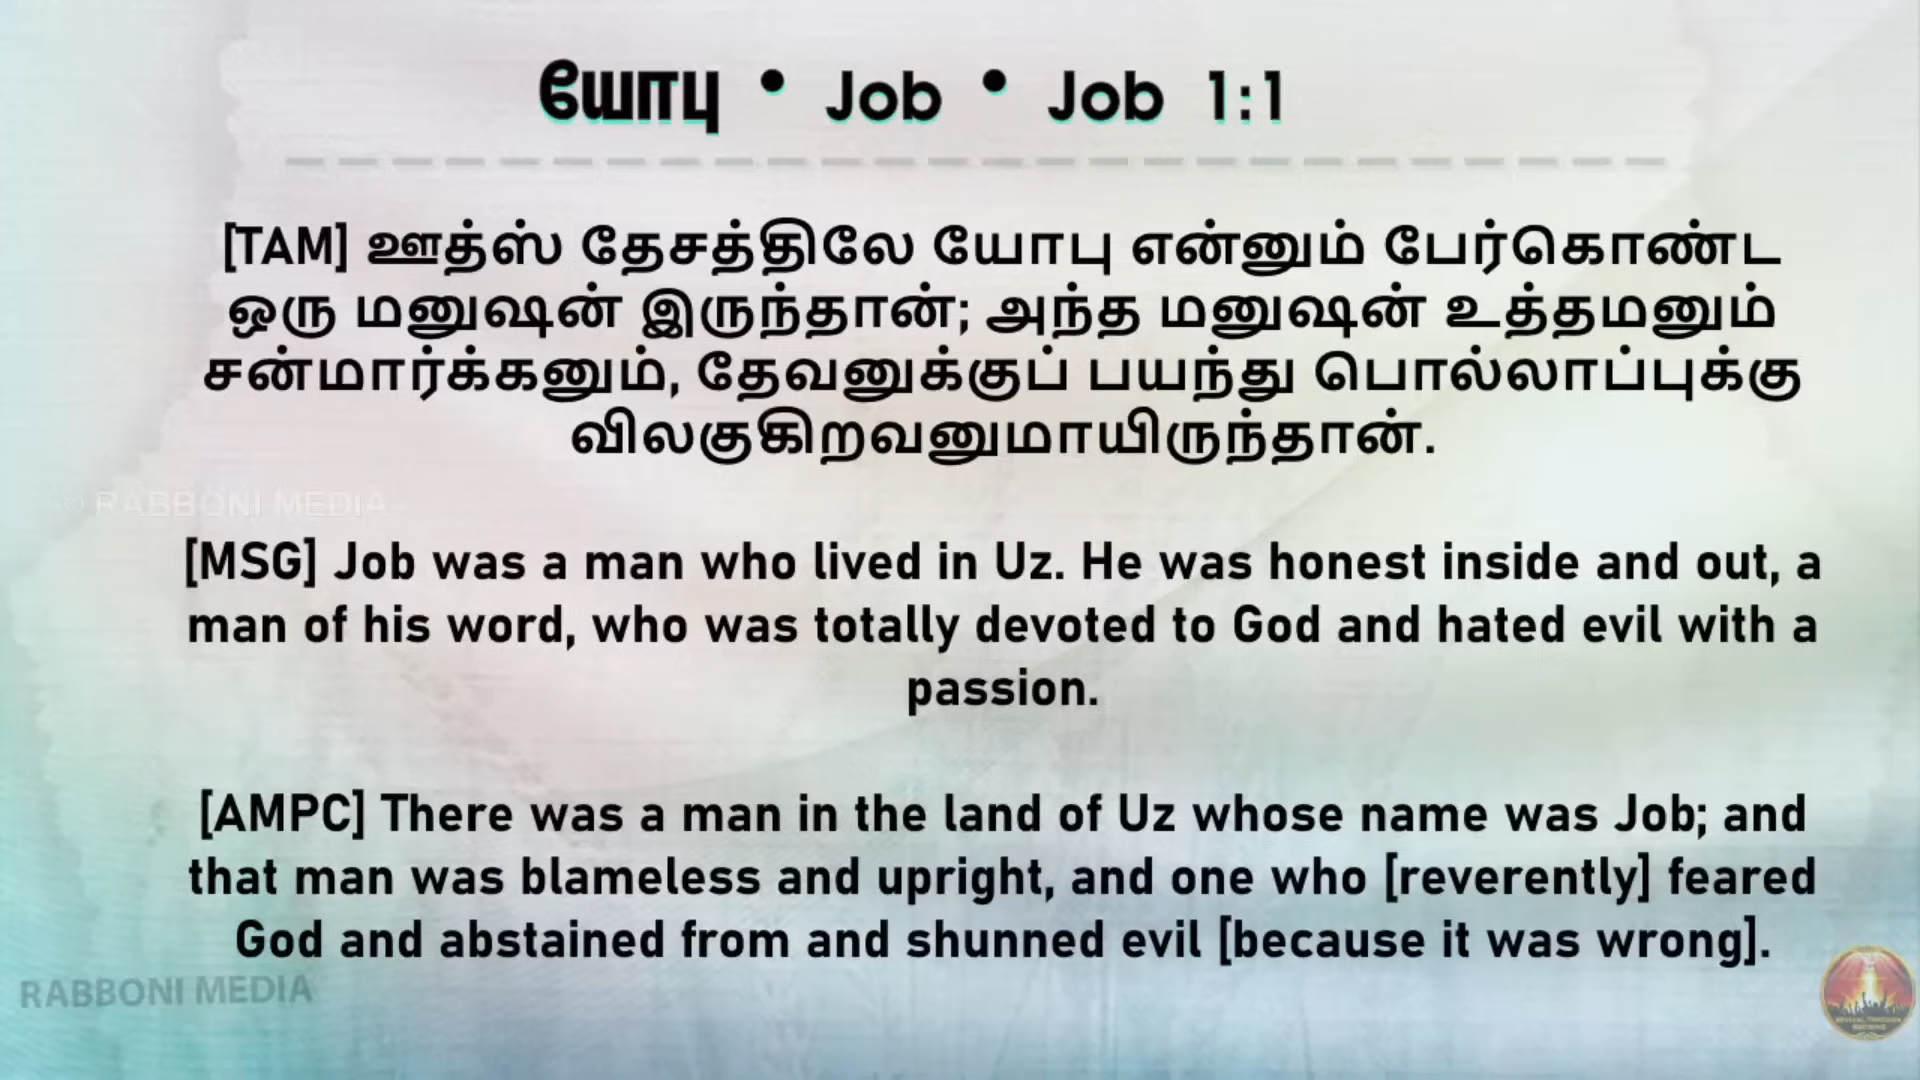 யோபு • Job • Job 1:1
[TAM] ஊத்ஸ் தேசத்திலே யோபு என்னும் பேர்கொண்ட
ஒரு மனுஷன் இருந்தான்; அந்த மனுஷன் உத்தமனும்
சன்மார்க்கனும், தேவனுக்குப் பயந்து பொல்லாப்புக்கு
விலகுகிறவனுமாயிருந்தான்.
© RABBONI MEDIA
[MSG] Job was a man who lived in Uz. He was honest inside and out, a
man of his word, who was totally devoted to God and hated evil with a
passion.
[AMPC] There was a man in the land of Uz whose name was Job; and
that man was blameless and upright, and one who [reverently] feared
God and abstained from and shunned evil [because it was wrong].
RABBONI MEDIA